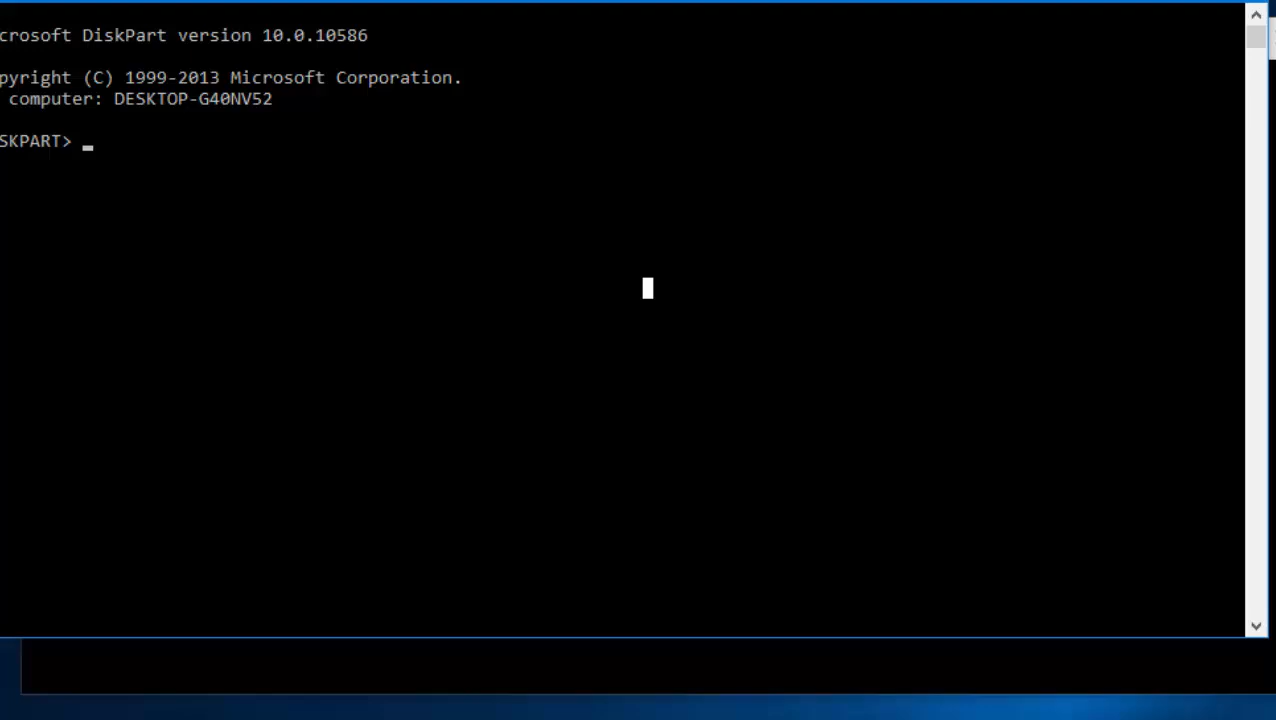 crosoft DiskPart version 10.0.10586
pyright (C) 1999-2013 Microsoft Corporation.
computer: DESKTOP-G40NV52
SKPART>